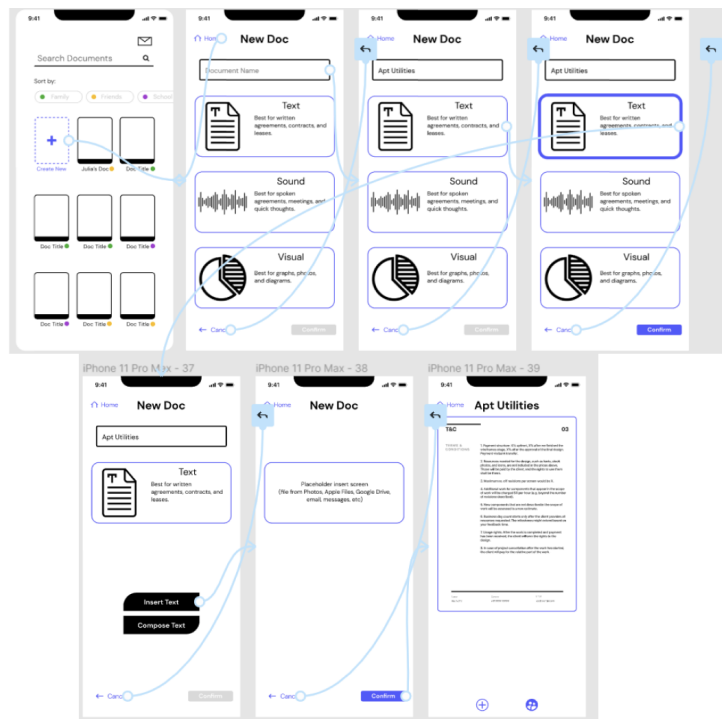 9:41
Search Documents
Sort by:
Family
Friends
School
Create New
Julia's Doc
Doc Title
Doc Title
Doc Title
Doc Title
Doc Title
Doc Title
Doc Title
9:41
Home
New Doc
Document Name
Text
Best for written
agreements, contracts, and
leases.
Sound
Best for spoken
agreements, meetings, and
quick thoughts.
Visual
Best for graphs, photos,
and diagrams.
← Canc
Confirm
9:41
Home
New Doc
Apt Utilities
Text
Best for written
agreements, contracts, and
leases.
Sound
Best for spoken
agreements, meetings, and
quick thoughts.
Visual
Best for graphs, photos,
and diagrams.
← Canc
Confirm
9:41
Home
New Doc
Apt Utilities
Text
Best for written
agreements, contracts, and
leases.
Sound
Best for spoken
agreements, meetings, and
quick thoughts.
Visual
Best for graphs, photos,
and diagrams.
← Canc
Confirm
iPhone 11 Pro Max - 37
9:41
Home
New Doc
Apt Utilities
Text
Best for written
agreements, contracts, and
leases.
Insert Text
Compose Text
← Canc
Confirm
iPhone 11 Pro Max - 38
9:41
Home
New Doc
Placeholder insert screen
(file from Photos, Apple Files, Google Drive,
email, messages, etc)
← Canc
Confirm
iPhone 11 Pro Max - 39
9:41
Home
Apt Utilities
T&C
03
TERMS &
CONDITIONS